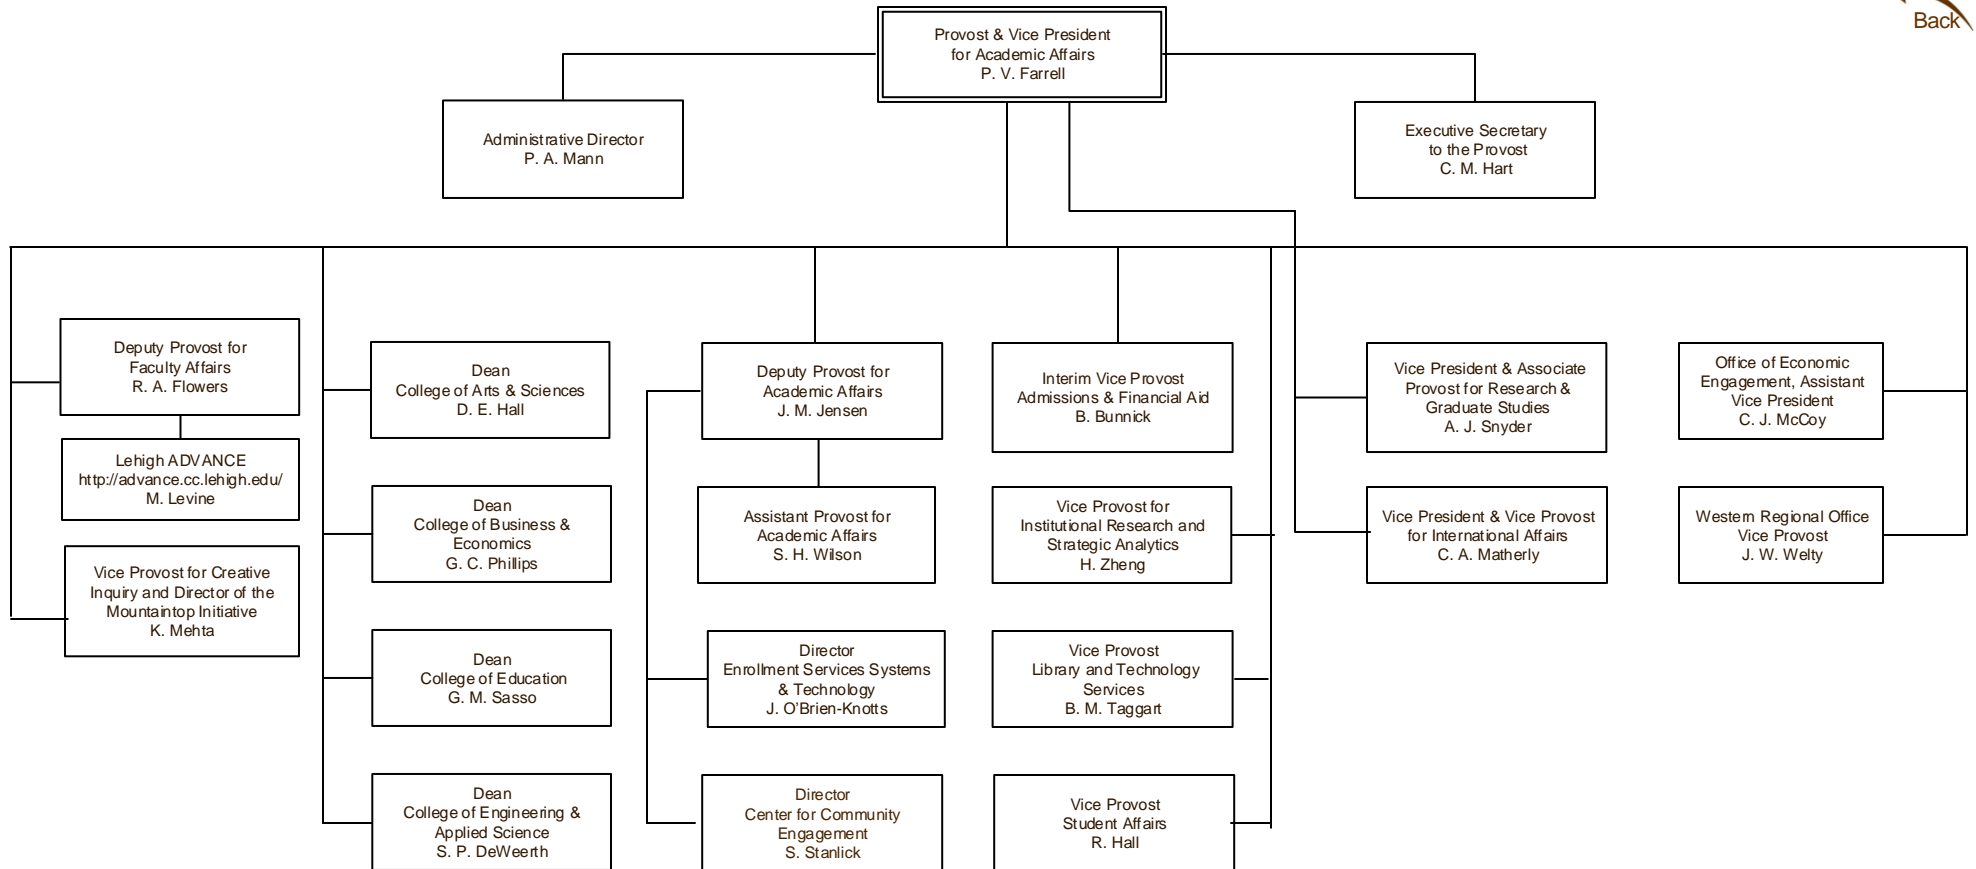 Back
Provost & Vice President
for Academic Affairs
P. V. Farrell
Administrative Director
P. A. Mann
Executive Secretary
to the Provost
C. M. Hart
Deputy Provost for
Faculty Affairs
R. A. Flowers
Lehigh ADVANCE
http://advance.cc.lehigh.edu/
M. Levine
Vice Provost for Creative
Inquiry and Director of the
Mountaintop Initiative
K. Mehta
Dean
College of Arts & Sciences
D. E. Hall
Dean
College of Business &
Economics
G. C. Phillips
Dean
College of Education
G. M. Sasso
Dean
College of Engineering &
Applied Science
S. P. DeWeerth
Deputy Provost for
Academic Affairs
J. M. Jensen
Assistant Provost for
Academic Affairs
S. H. Wilson
Director
Enrollment Services Systems
& Technology
J. O’Brien-Knotts
Director
Center for Community
Engagement
S. Stanlick
Interim Vice Provost
Admissions & Financial Aid
B. Bunnick
Vice Provost for
Institutional Research and
Strategic Analytics
H. Zheng
Vice Provost
Library and Technology
Services
B. M. Taggart
Vice Provost
Student Affairs
R. Hall
Vice President & Associate
Provost for Research &
Graduate Studies
A. J. Snyder
Vice President & Vice Provost
for International Affairs
C. A. Matherly
Office of Economic
Engagement, Assistant
Vice President
C. J. McCoy
Western Regional Office
Vice Provost
J. W. Welty